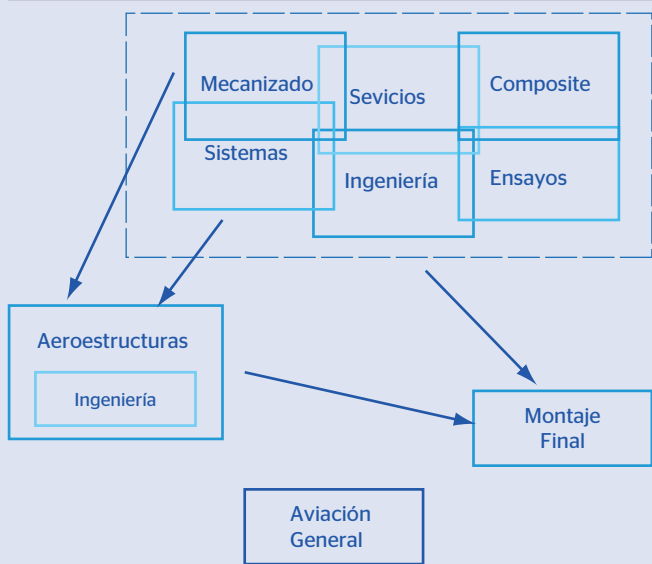 Mecanizado
Sevicios
Composite
Sistemas
Ingeniería
Ensayos
Aeroestructuras
Ingeniería
Montaje
Final
Aviación
General